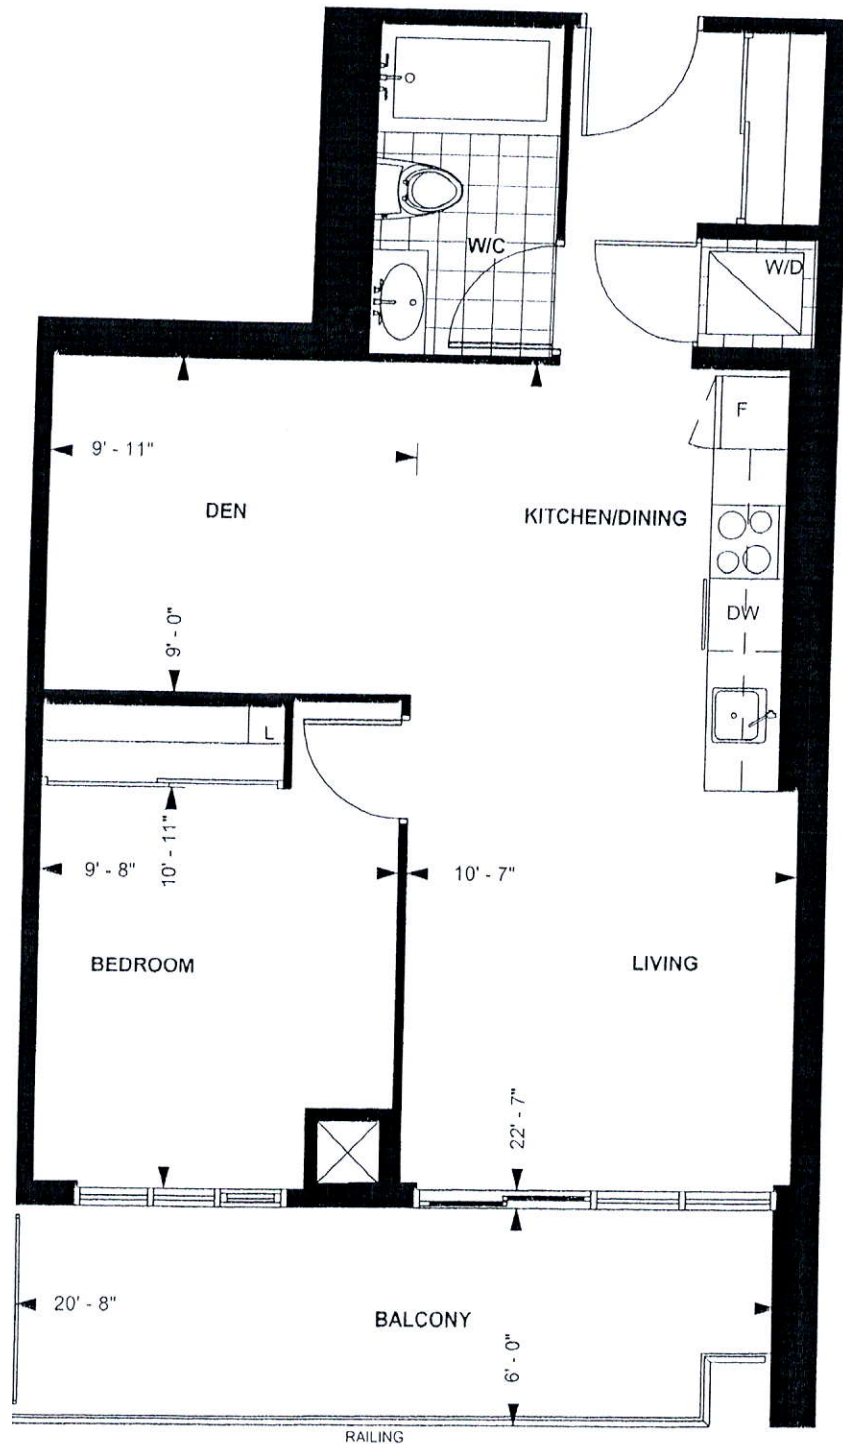 W/C
W/D
F
9' - 11"
DEN
KITCHEN/DINING
9' - 0"
DW
L
9' - 8"
10' - 11"
10' - 7"
BEDROOM
LIVING
22' - 7"
20' - 8"
BALCONY
6' - 0"
RAILING